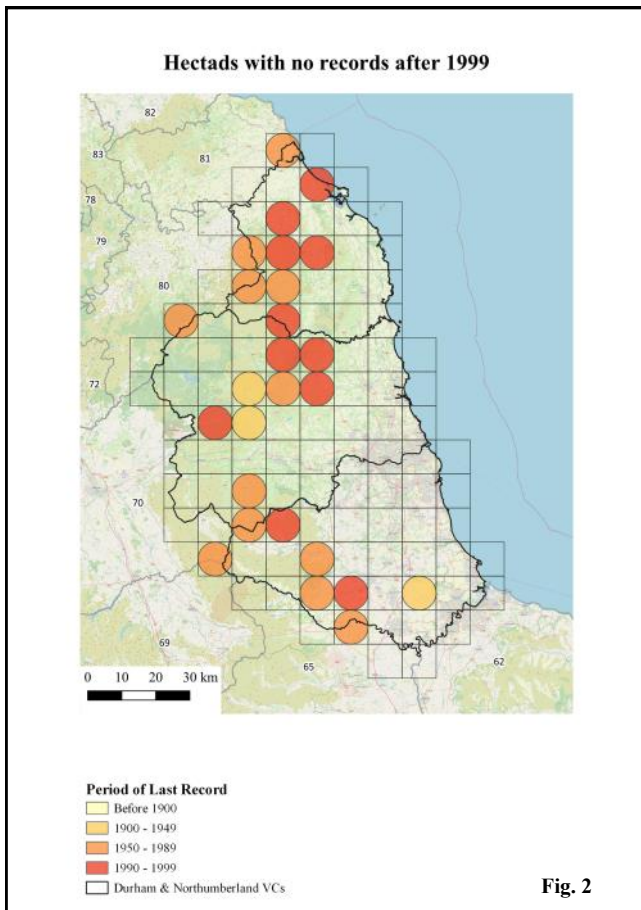 Hectads with no records after 1999
82
83
81
78
79
80
72
70
69
65
62
0 10 20 30 km
Period of Last Record
Before 1900
1900 - 1949
1950 - 1989
1990 - 1999
Durham & Northumberland VCs
Fig. 2